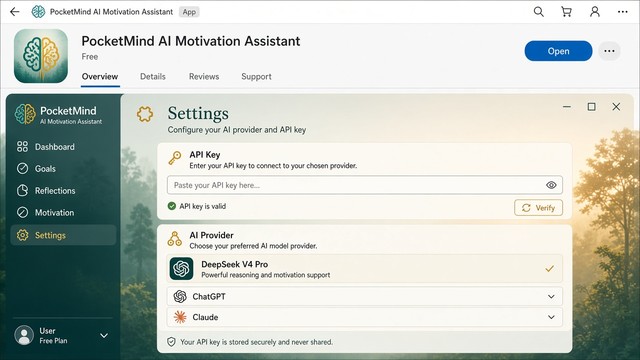 PocketMind AI Motivation Assistant App
PocketMind AI Motivation Assistant
Free
Open
Overview Details Reviews Support
PocketMind
AI Motivation Assistant
Dashboard
Goals
Reflections
Motivation
Settings
User
Free Plan
Settings
Configure your AI provider and API key
API Key
Enter your API key to connect to your chosen provider.
Paste your API key here...
API key is valid
Verify
AI Provider
Choose your preferred AI model provider.
DeepSeek V4 Pro
Powerful reasoning and motivation support
ChatGPT
Claude
Your API key is stored securely and never shared.